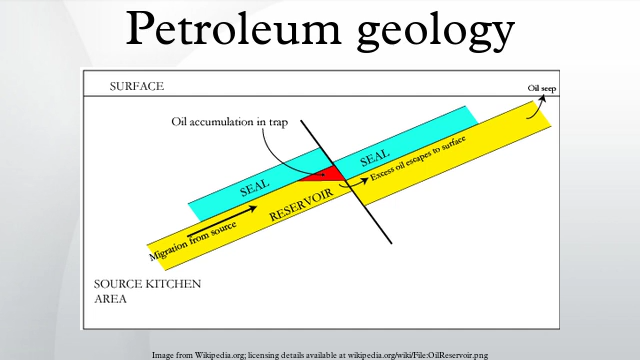 Petroleum geology
SURFACE
Oil seep
Oil accumulation in trap
SEAL
SEAL
Excess oil escapes to surface
RESERVOIR
Migration from source
SOURCE KITCHEN
AREA
Image from Wikipedia.org; licensing details available at wikipedia.org/wiki/File:OilReservoir.png